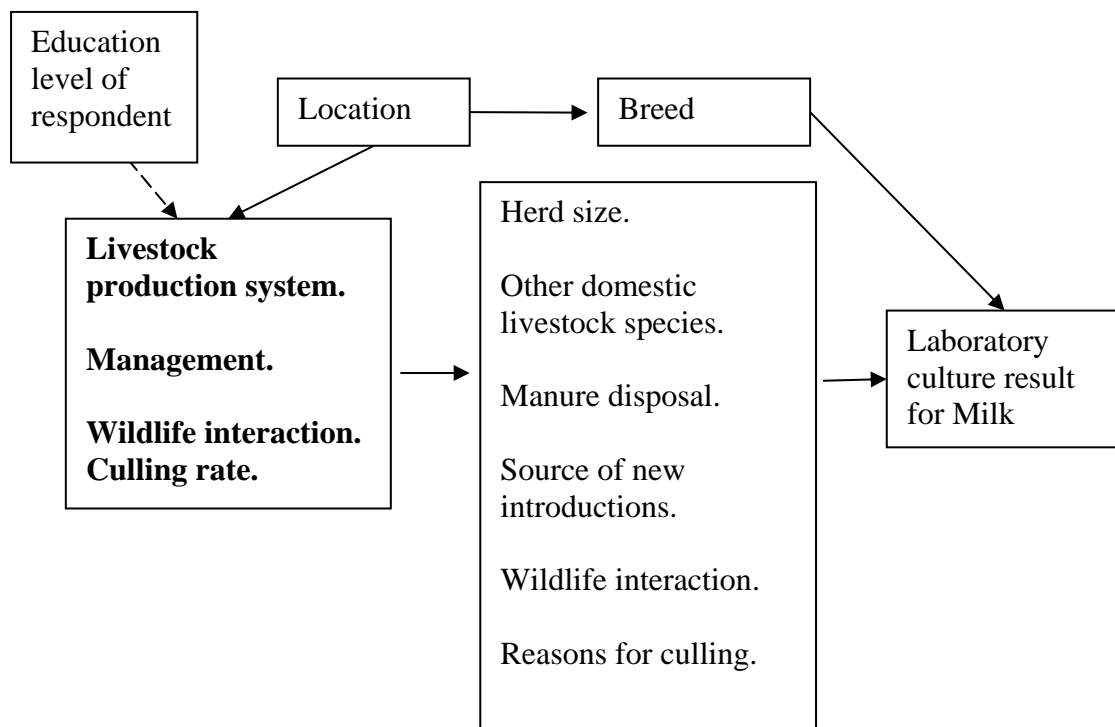 Education
level of
respondent
Location
Breed
Livestock
production system.
Management.
Wildlife interaction.
Culling rate.
Herd size.
Other domestic
livestock species.
Manure disposal.
Source of new
introductions.
Wildlife interaction.
Reasons for culling.
Laboratory
culture result
for Milk